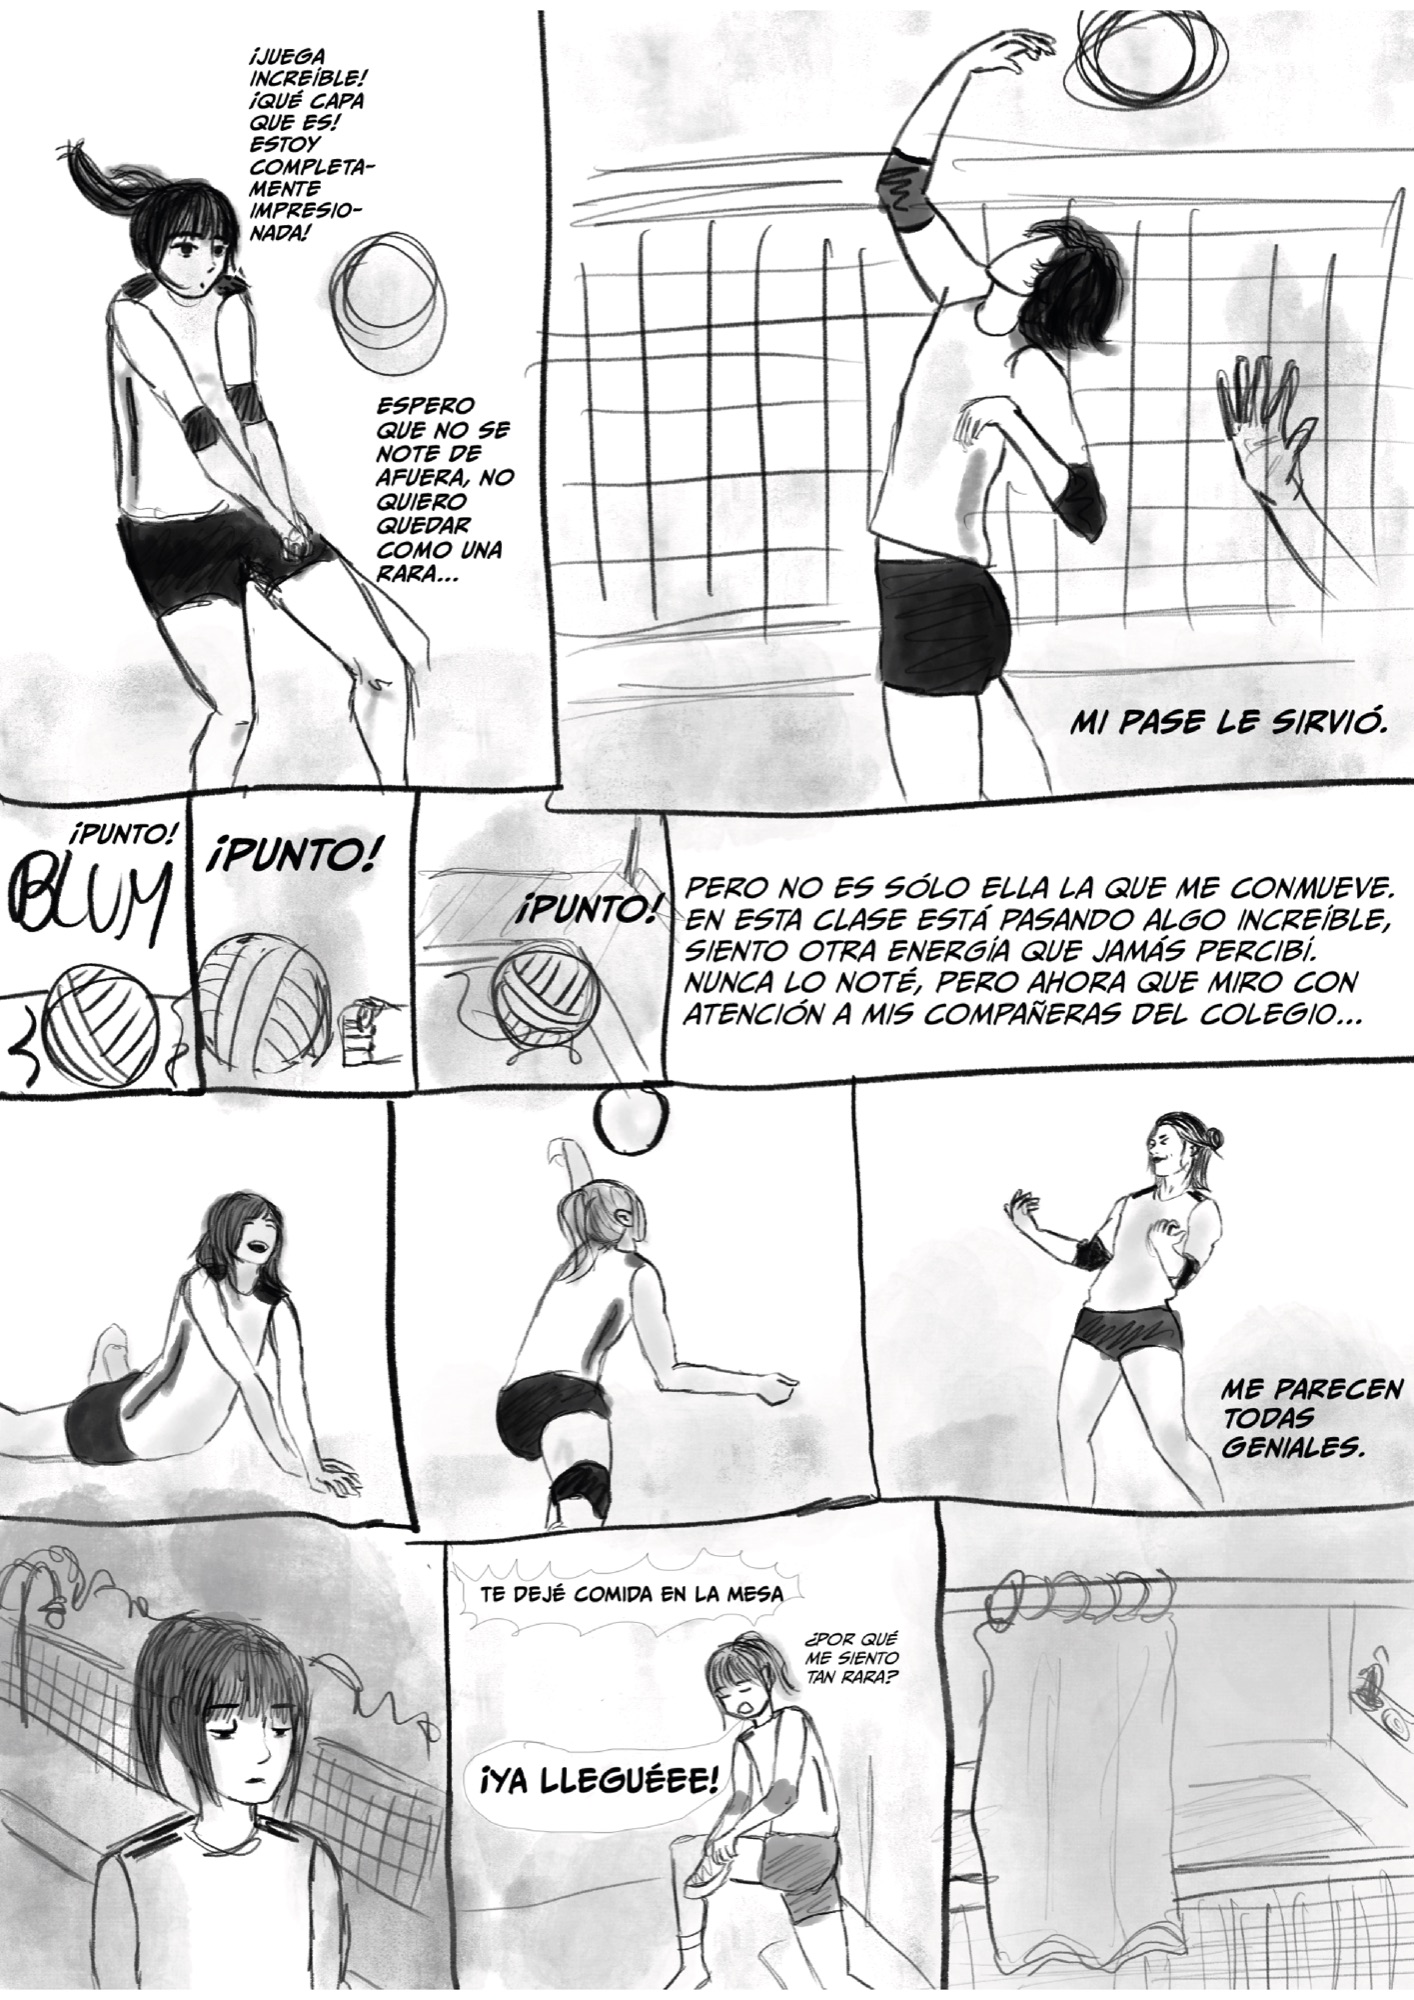 ¡JUEGA
INCREÍBLE!
¡QUÉ CAPA
QUE ES!
ESTOY
COMPLETA-
MENTE
IMPRESIO-
NADA!
ESPERO
QUE NO SE
NOTE DE
AFUERA, NO
QUIERO
QUEDAR
COMO UNA
RARA...
MI PASE LE SIRVIÓ.
¡PUNTO!
BLUM
¡PUNTO!
¡PUNTO!
PERO NO ES SÓLO ELLA LA QUE ME CONMUEVE.
EN ESTA CLASE ESTÁ PASANDO ALGO INCREÍBLE,
SIENTO OTRA ENERGÍA QUE JAMÁS PERCIBÍ.
NUNCA LO NOTÉ, PERO AHORA QUE MIRO CON
ATENCIÓN A MIS COMPAÑERAS DEL COLEGIO...
ME PARECEN
TODAS
GENIALES.
TE DEJÉ COMIDA EN LA MESA
¿POR QUÉ
ME SIENTO
TAN RARA?
¡YA LLEGUÉEE!